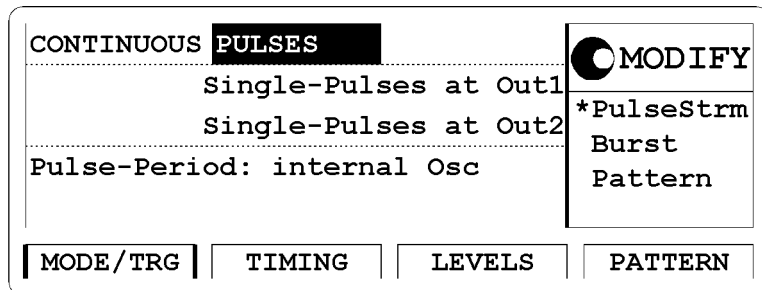 CONTINUOUS PULSES
Single-Pulses at Out1
Single-Pulses at Out2
Pulse-Period: internal Osc
MODIFY
*PulseStrm
Burst
Pattern
MODE/TRG
TIMING
LEVELS
PATTERN